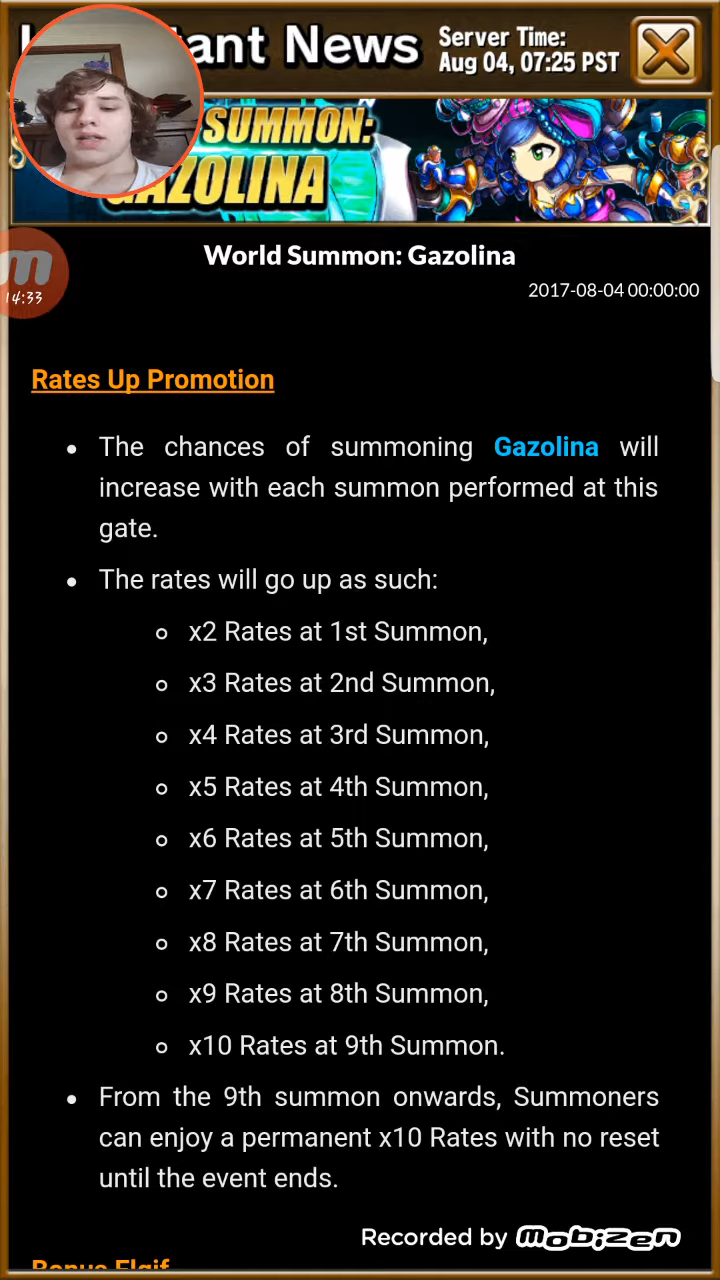 tant News
Server Time:
Aug 04, 07:25 PST
SUMMON:
GAZOLINA
World Summon: Gazolina
2017-08-04 00:00:00
14:33
Rates Up Promotion
The chances of summoning Gazolina will
increase with each summon performed at this
gate.
The rates will go up as such:
x2 Rates at 1st Summon,
x3 Rates at 2nd Summon,
x4 Rates at 3rd Summon,
x5 Rates at 4th Summon,
x6 Rates at 5th Summon,
x7 Rates at 6th Summon,
x8 Rates at 7th Summon,
x9 Rates at 8th Summon,
x10 Rates at 9th Summon.
From the 9th summon onwards, Summoners
can enjoy a permanent x10 Rates with no reset
until the event ends.
Recorded by Mobizen
Bonus Elgif